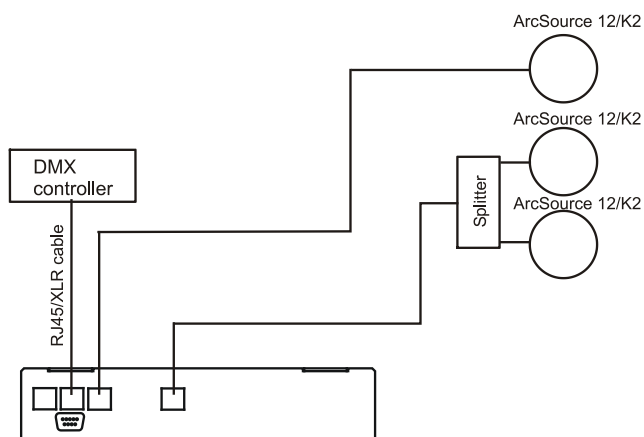 ArcSource 12/K2
ArcSource 12/K2
DMX
controller
Splitter
ArcSource 12/K2
RJ45/XLR cable